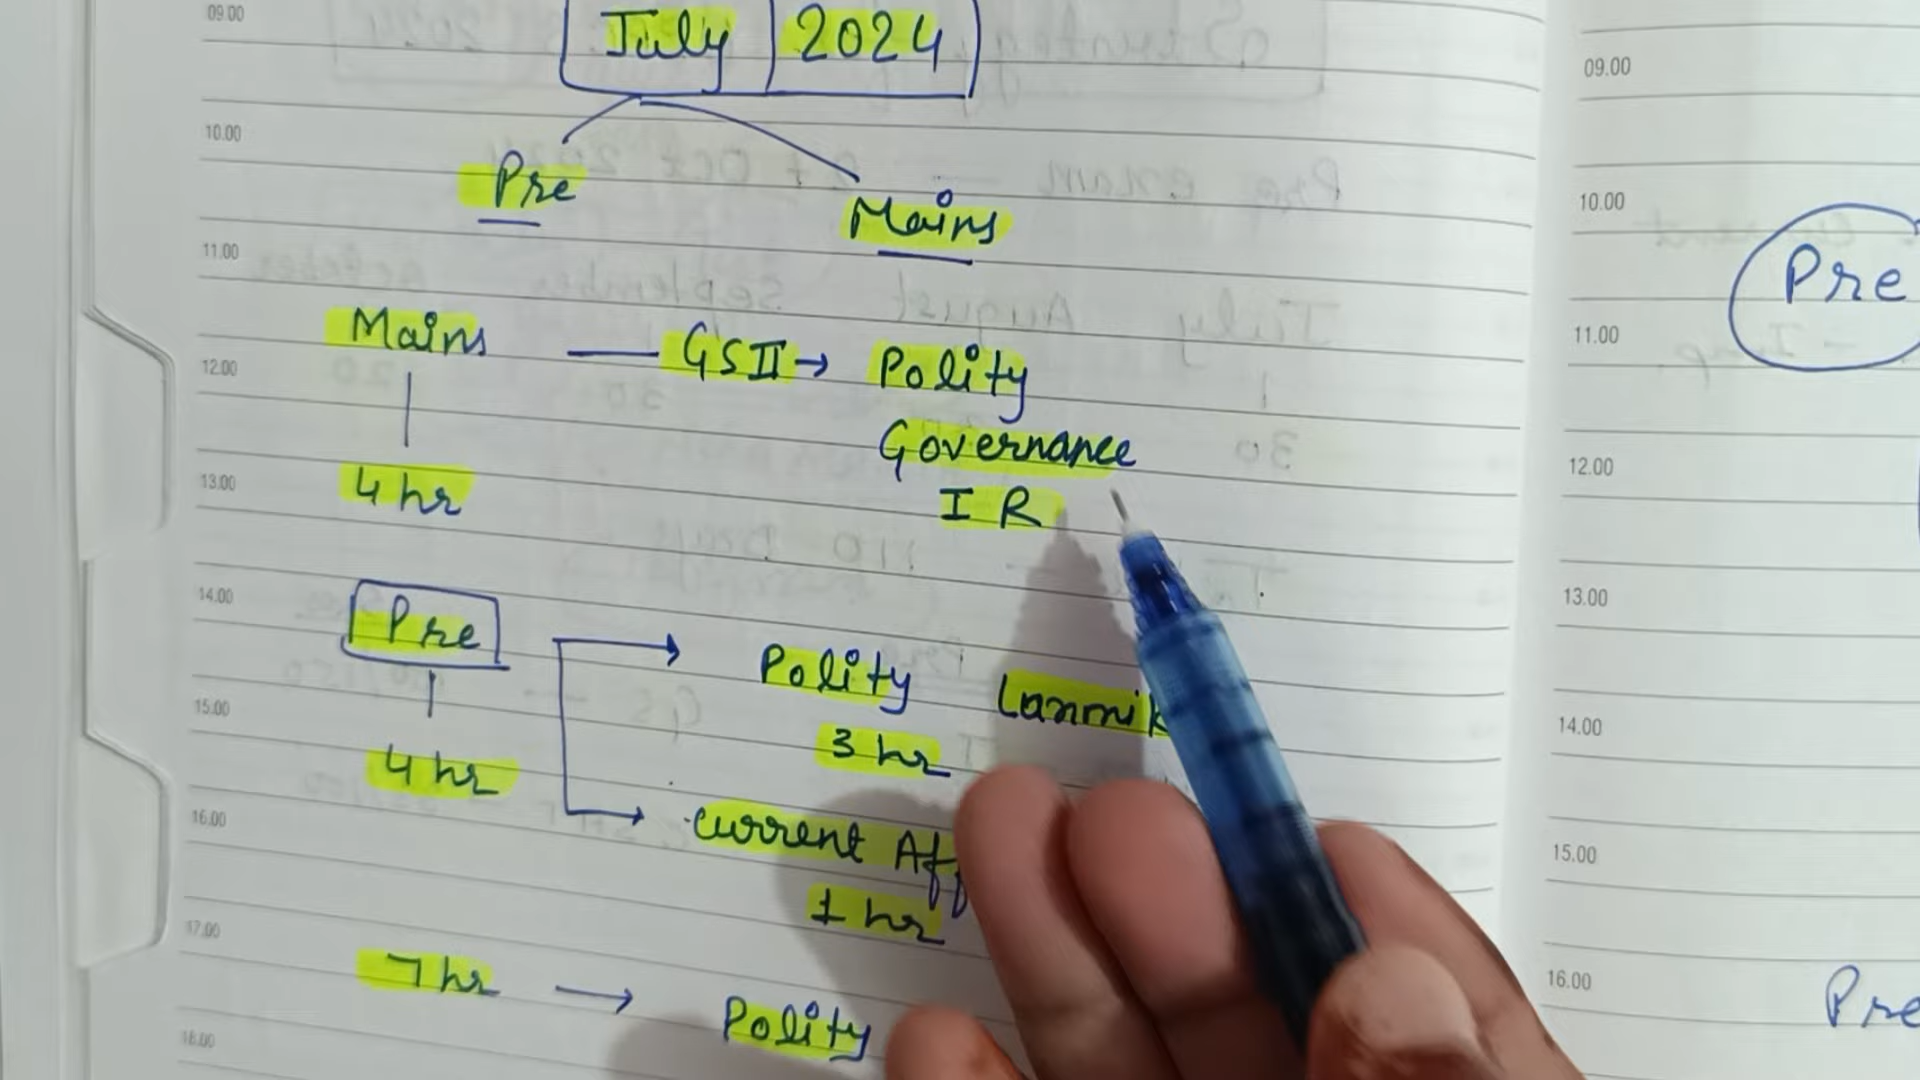 09.00
July 2024
10.00
Pre
Mains
11.00
Mains — GSII → Polity
12.00
Governance
4 hr
I R
13.00
14.00
Pre
Polity
15.00
3 hr
4 hr
Current
16.00
1 hr
17.00
7 hr → Polity
18.00
09.00
10.00
Pre
11.00
12.00
13.00
14.00
15.00
16.00
Pre